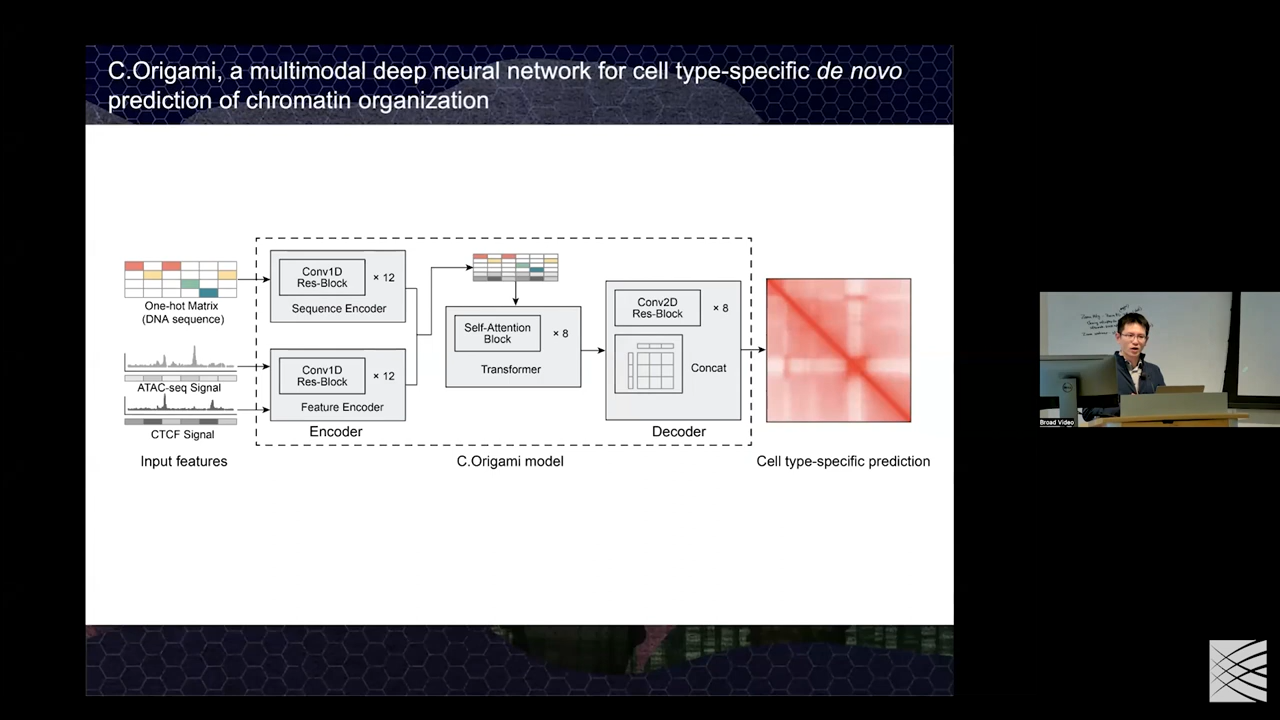 C.Origami, a multimodal deep neural network for cell type-specific de novo
prediction of chromatin organization
One-hot Matrix
(DNA sequence)
ATAC-seq Signal
CTCF Signal
Input features
Conv1D
Res-Block
× 12
Sequence Encoder
Conv1D
Res-Block
× 12
Feature Encoder
Encoder
Self-Attention
Block
× 8
Transformer
C.Origami model
Conv2D
Res-Block
× 8
Concat
Decoder
Cell type-specific prediction
Broad Video